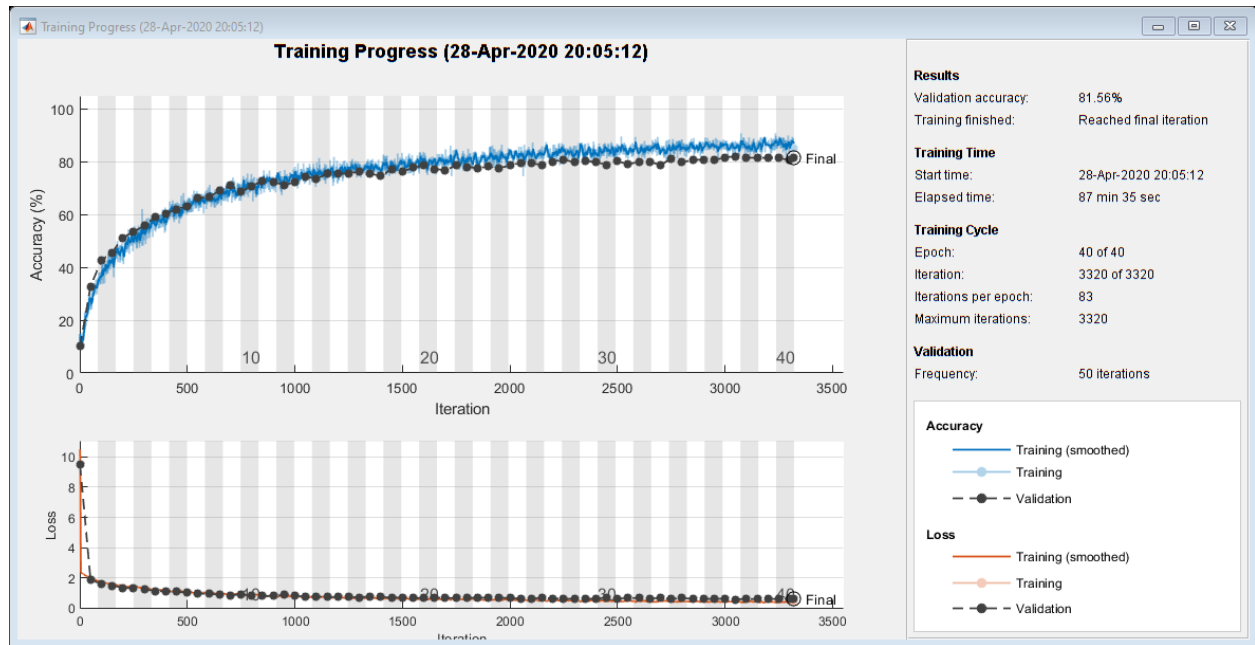 Training Progress (28-Apr-2020 20:05:12)
Training Progress (28-Apr-2020 20:05:12)
Accuracy (%)
100
80
60
40
20
0
10
20
30
40
Final
0
500
1000
1500
2000
2500
3000
3500
Iteration
Loss
10
8
6
4
2
0
10
20
30
40
Final
0
500
1000
1500
2000
2500
3000
3500
Iteration
Results
Validation accuracy: 81.56%
Training finished: Reached final iteration
Training Time
Start time: 28-Apr-2020 20:05:12
Elapsed time: 87 min 35 sec
Training Cycle
Epoch: 40 of 40
Iteration: 3320 of 3320
Iterations per epoch: 83
Maximum iterations: 3320
Validation
Frequency: 50 iterations
Accuracy
Training (smoothed)
Training
Validation
Loss
Training (smoothed)
Training
Validation